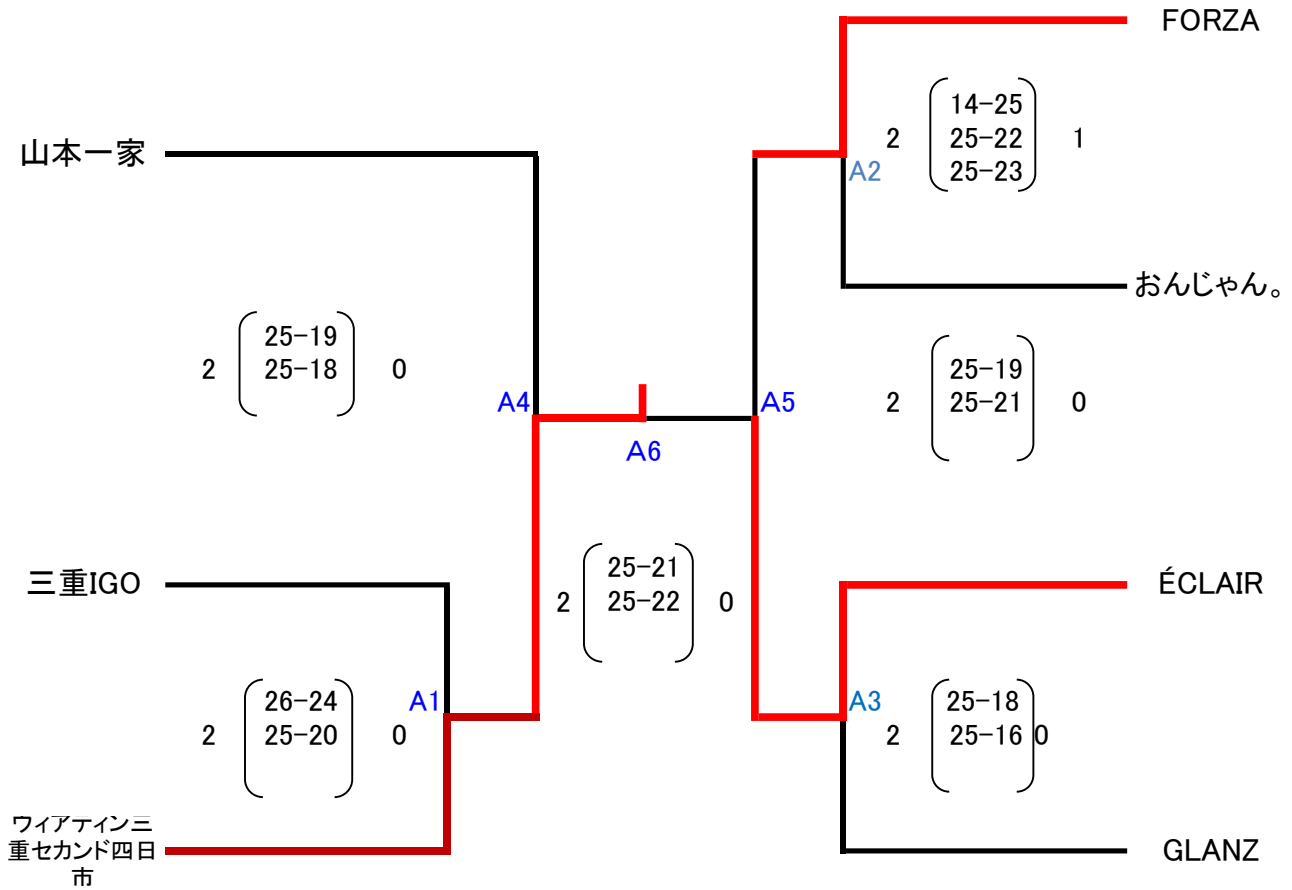 FORZA
14-25
2 25-22 1
25-23
山本一家
A2
おんじゃん。
25-19
2 25-18 0
25-19
2 25-21 0
A4
A5
A6
25-21
2 25-22 0
三重IGO
ÉCLAIR
A1
26-24
2 25-20 0
A3
25-18
2 25-16 0
ヴィアティン三
重セカンド四日
市
GLANZ